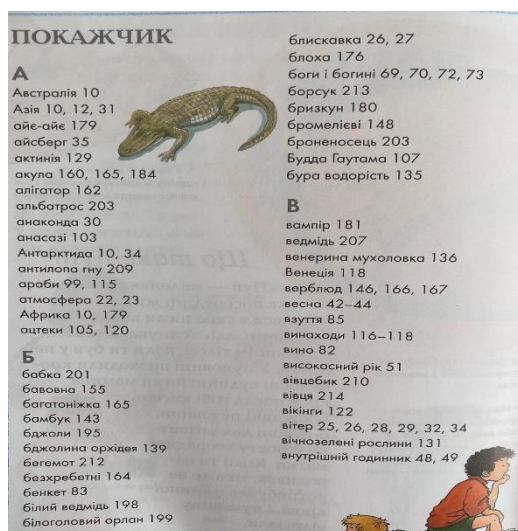 ПОКАЖЧИК
А
Австралія 10
Азія 10, 12, 31
айє-айє 179
айсберг 35
актинія 129
акула 160, 165, 184
алігатор 162
альбатрос 203
анаконда 30
анасазі 103
Антарктида 10, 34
антилопа гну 209
араби 99, 115
атмосфера 22, 23
Африка 10, 179
ацтеки 105, 120
Б
бабка 201
бавовна 155
багатоніжка 165
бамбук 143
бджоли 195
бджолина орхідея 139
бегемот 212
безхребетні 164
бенкет 83
білий ведмідь 198
білоголовий орлан 199
блискавка 26, 27
блоха 176
боги і богині 69, 70, 72, 73
борсук 213
бризкун 180
бромелієві 148
броненосець 203
Будда Гаутама 107
бура водорість 135
В
вампір 181
ведмідь 207
венерина мухоловка 136
Венеція 118
верблюд 146, 166, 167
весна 42–44
взуття 85
винаходи 116–118
вино 82
високосний рік 51
вівцебик 210
вівця 214
вікінги 122
вітер 25, 26, 28, 29, 32, 34
вічнозелені рослини 131
внутрішній годинник 48, 49